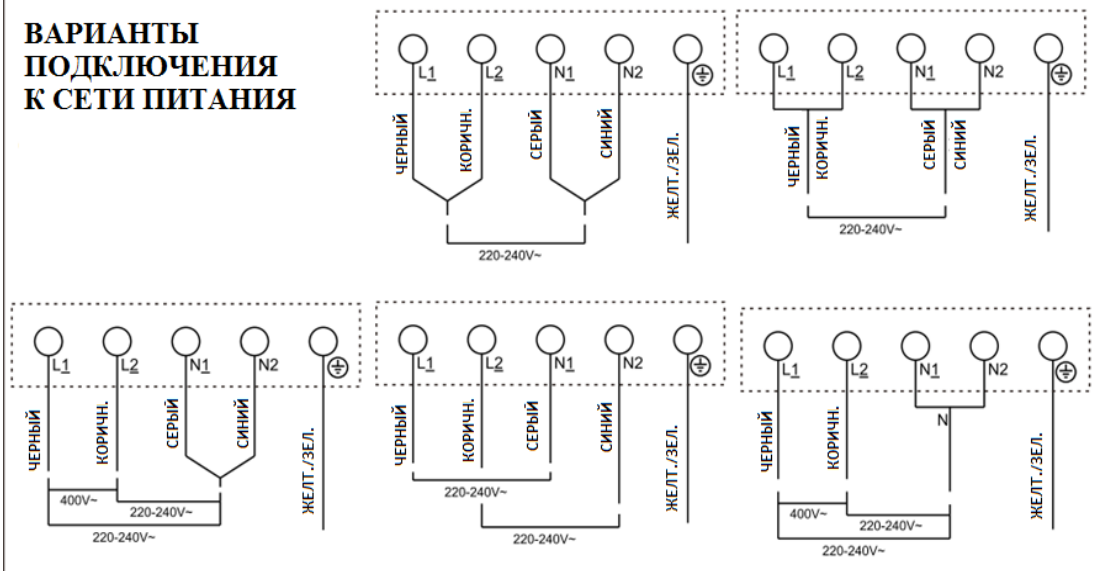 ВАРИАНТЫ
ПОДКЛЮЧЕНИЯ
К СЕТИ ПИТАНИЯ
L1 L2 N1 N2
ЧЕРНЫЙ КОРИЧН. СЕРЫЙ СИНИЙ ЖЕЛТ./ЗЕЛ.
220-240V~
L1 L2 N1 N2
ЧЕРНЫЙ КОРИЧН. СЕРЫЙ СИНИЙ ЖЕЛТ./ЗЕЛ.
220-240V~
L1 L2 N1 N2
ЧЕРНЫЙ КОРИЧН. СЕРЫЙ СИНИЙ ЖЕЛТ./ЗЕЛ.
400V~
220-240V~
220-240V~
L1 L2 N1 N2
ЧЕРНЫЙ КОРИЧН. СЕРЫЙ СИНИЙ ЖЕЛТ./ЗЕЛ.
220-240V~
220-240V~
L1 L2 N1 N2
N
ЧЕРНЫЙ КОРИЧН. ЖЕЛТ./ЗЕЛ.
400V~
220-240V~
220-240V~